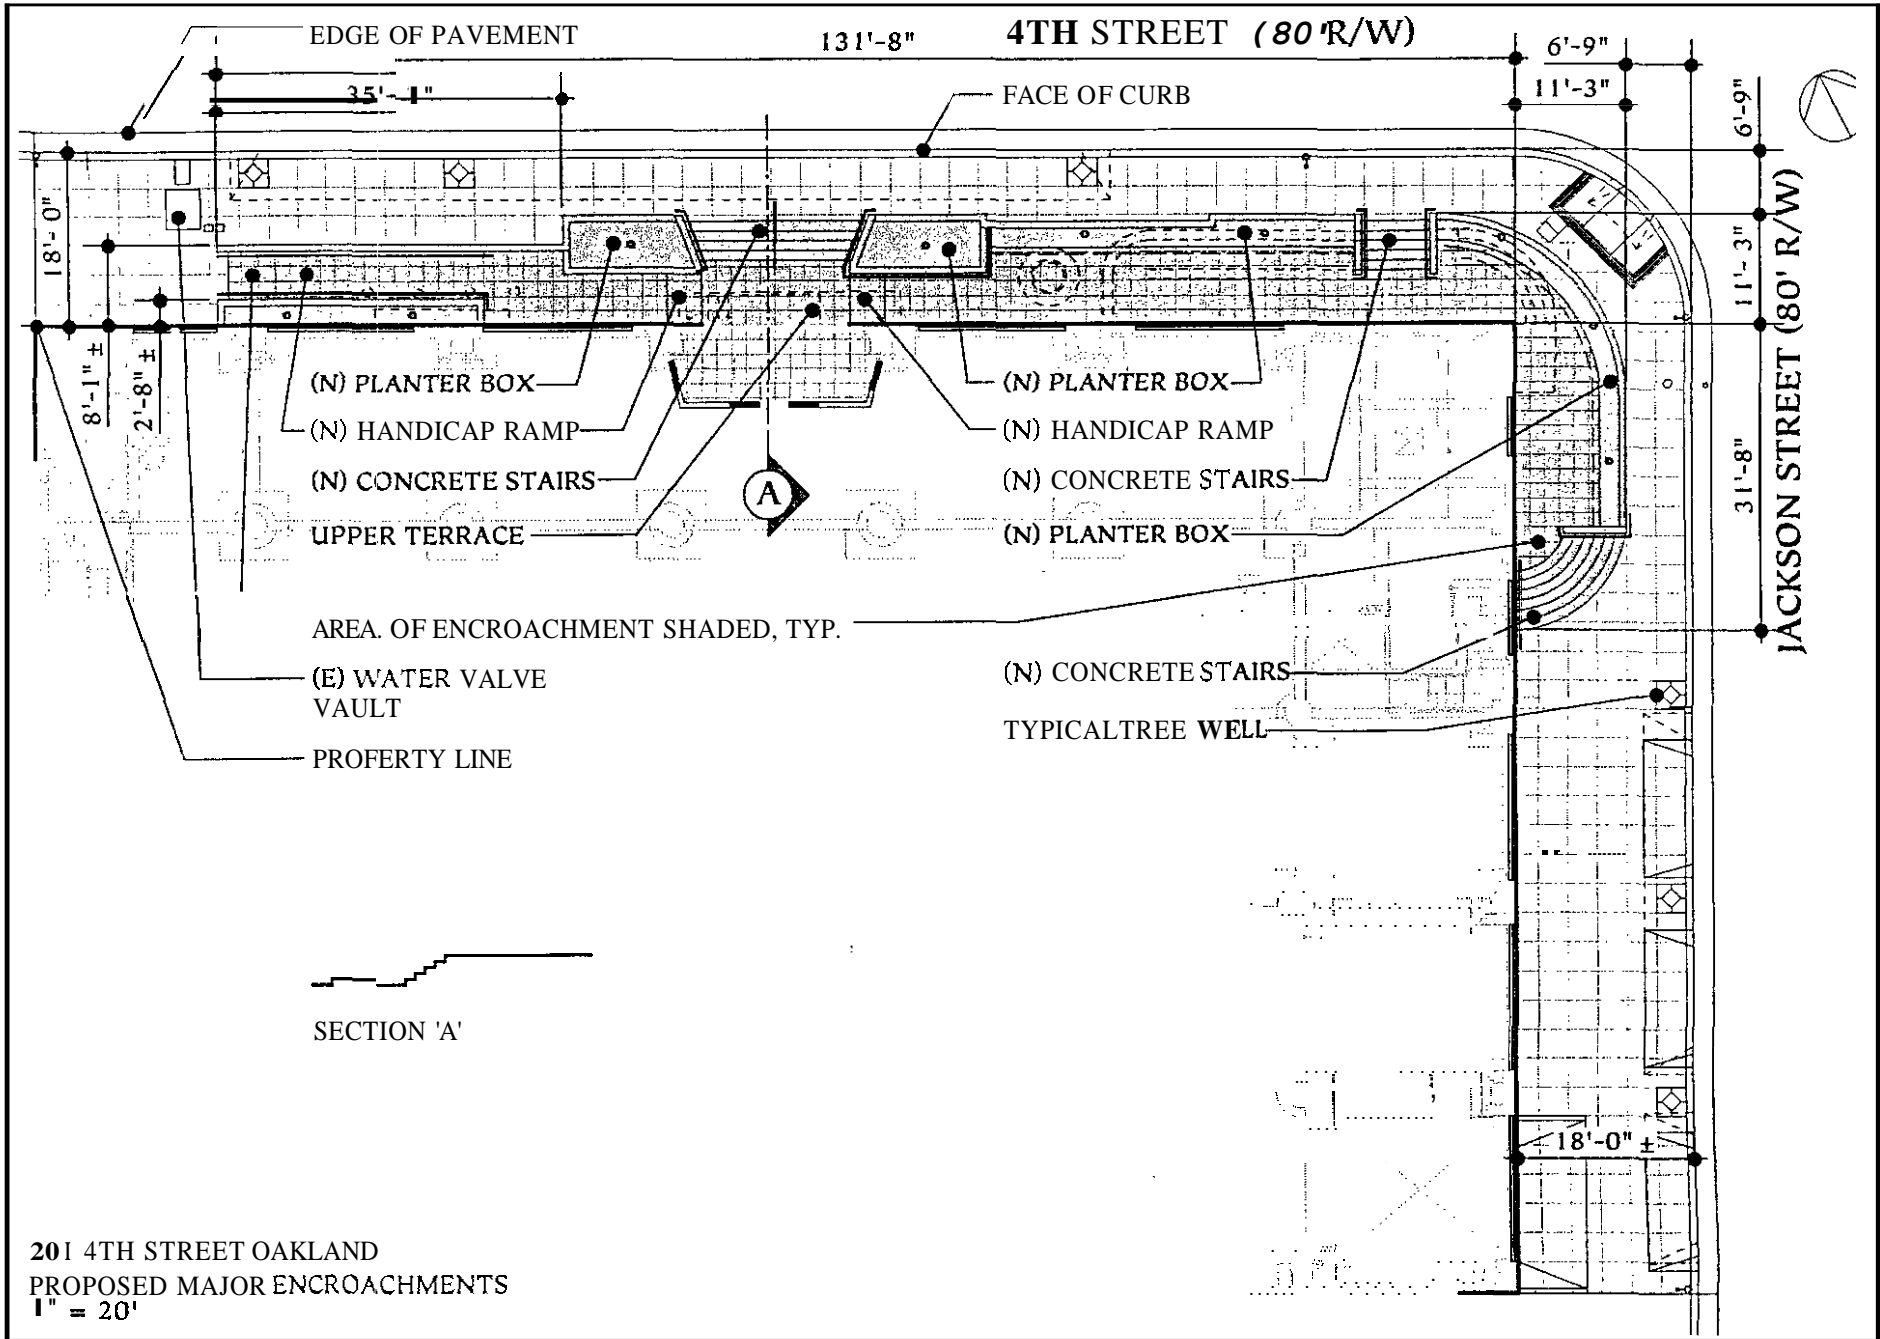 EDGE OF PAVEMENT
131'-8"
4TH STREET (80'R/W)
6'-9"
35'-1"
FACE OF CURB
11'-3"
6'-9"
18'-0"
11'-3"
8'-1" ±
2'-8" ±
(N) PLANTER BOX
(N) HANDICAP RAMP
(N) CONCRETE STAIRS
UPPER TERRACE
A
(N) PLANTER BOX
(N) HANDICAP RAMP
(N) CONCRETE STAIRS
(N) PLANTER BOX
31'-8"
JACKSON STREET (80' R/W)
AREA. OF ENCROACHMENT SHADED, TYP.
(E) WATER VALVE
VAULT
PROFERTY LINE
(N) CONCRETE STAIRS
TYPICALTREE WELL
SECTION 'A'
18'-0" ±
20I 4TH STREET OAKLAND
PROPOSED MAJOR ENCROACHMENTS
1" = 20'